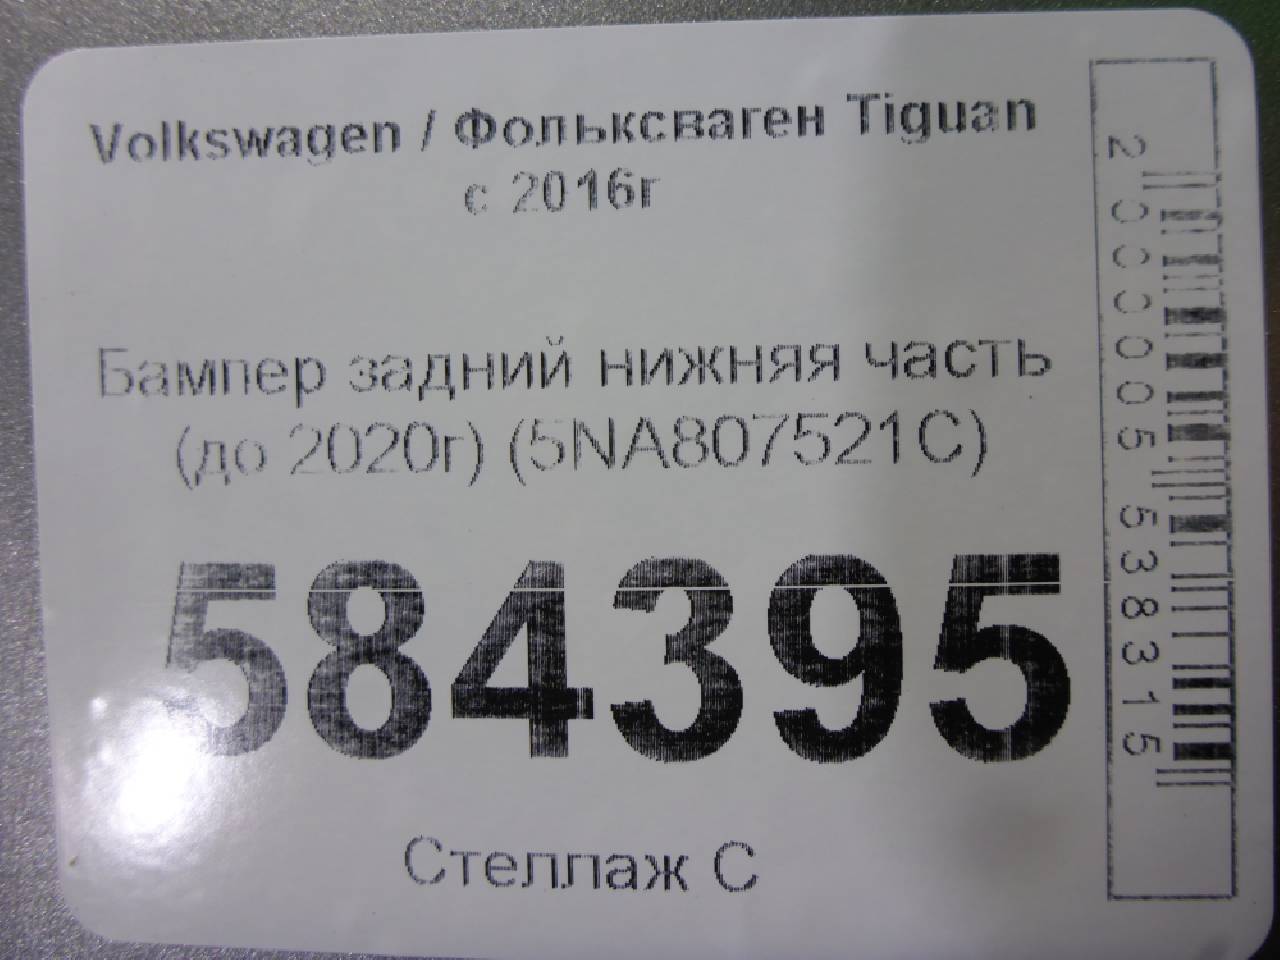 Volkswagen / Фольксваген Tiguan
с 2016г
Бампер задний нижняя часть
(до 2020г) (5NA807521C)
584395
Стеллаж С
2000005538315